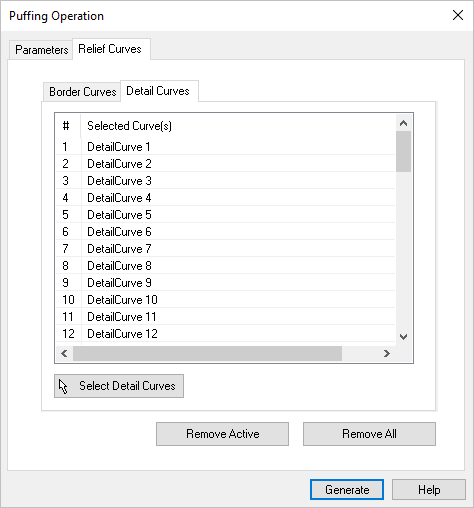 Puffing Operation
Parameters Relief Curves
Border Curves Detail Curves
# Selected Curve(s)
1 DetailCurve 1
2 DetailCurve 2
3 DetailCurve 3
4 DetailCurve 4
5 DetailCurve 5
6 DetailCurve 6
7 DetailCurve 7
8 DetailCurve 8
9 DetailCurve 9
10 DetailCurve 10
11 DetailCurve 11
12 DetailCurve 12
Select Detail Curves
Remove Active Remove All
Generate Help